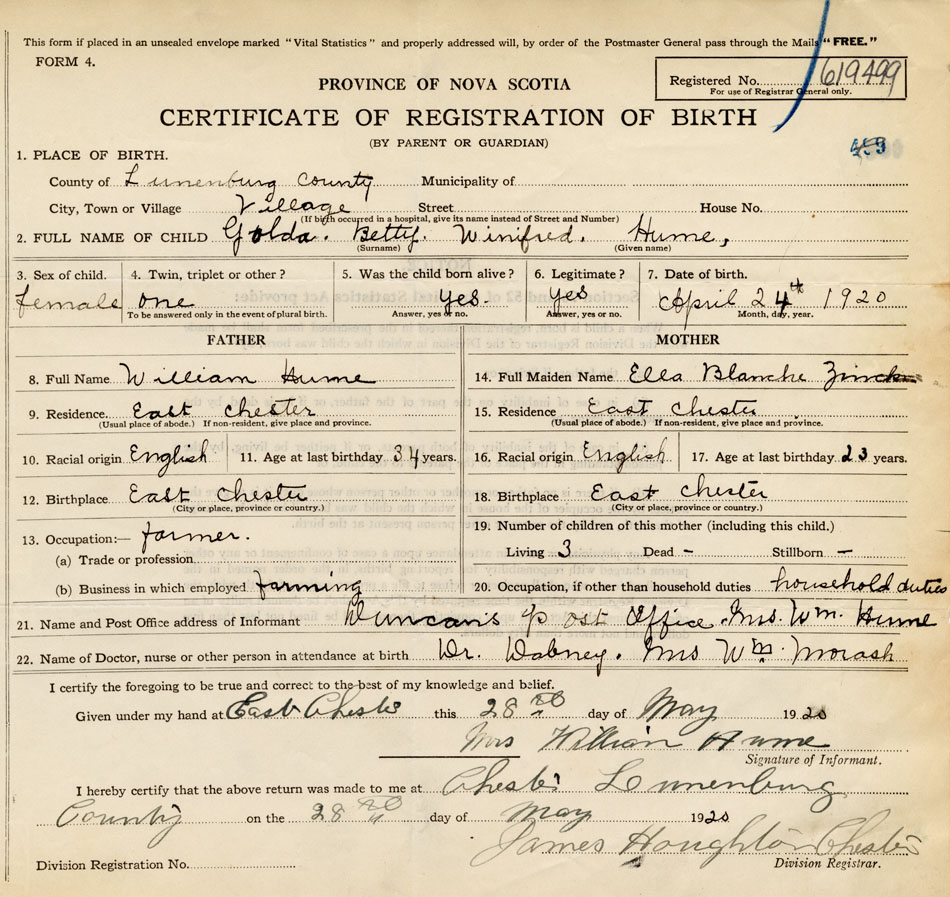 This form if placed in an unsealed envelope marked "Vital Statistics" and properly addressed will, by order of the Postmaster General pass through the Mails "FREE."
FORM 4.
Registered No. 619499
For use of Registrar General only.
PROVINCE OF NOVA SCOTIA
CERTIFICATE OF REGISTRATION OF BIRTH
(BY PARENT OR GUARDIAN)
1. PLACE OF BIRTH.
County of Lunenburg County Municipality of
City, Town or Village Village Street House No.
(If birth occurred in a hospital, give its name instead of Street and Number)
2. FULL NAME OF CHILD Golda. Betty. Winifred. Hume,
(Surname) (Given name)
3. Sex of child. 4. Twin, triplet or other? 5. Was the child born alive? 6. Legitimate? 7. Date of birth.
female one yes. yes April 24th 1920
To be answered only in the event of plural birth. Answer, yes or no. Answer, yes or no. Month, day, year.
FATHER MOTHER
8. Full Name William Hume 14. Full Maiden Name Ella Blanche Zinck
9. Residence. East Chester 15. Residence East Chester
(Usual place of abode.) If non-resident, give place and province. (Usual place of abode.) If non-resident, give place and province.
10. Racial origin English 11. Age at last birthday 34 years. 16. Racial origin English 17. Age at last birthday 23 years.
12. Birthplace East Chester 18. Birthplace East Chester
(City or place, province or country.) (City or place, province or country.)
13. Occupation:— farmer. 19. Number of children of this mother (including this child.)
(a) Trade or profession Living 3 Dead - Stillborn -
(b) Business in which employed farming 20. Occupation, if other than household duties household duties
21. Name and Post Office address of Informant Duncan's Post Office. Mrs. Wm. Hume
22. Name of Doctor, nurse or other person in attendance at birth Dr. Dabney. Mrs Wm. Morash
I certify the foregoing to be true and correct to the best of my knowledge and belief.
Given under my hand at East Chester this 28 day of May 1920
Mrs William Hume
Signature of Informant.
I hereby certify that the above return was made to me at Chester Lunenburg
County on the 28 day of May 1920
James Houghton Chester
Division Registration No. Division Registrar.